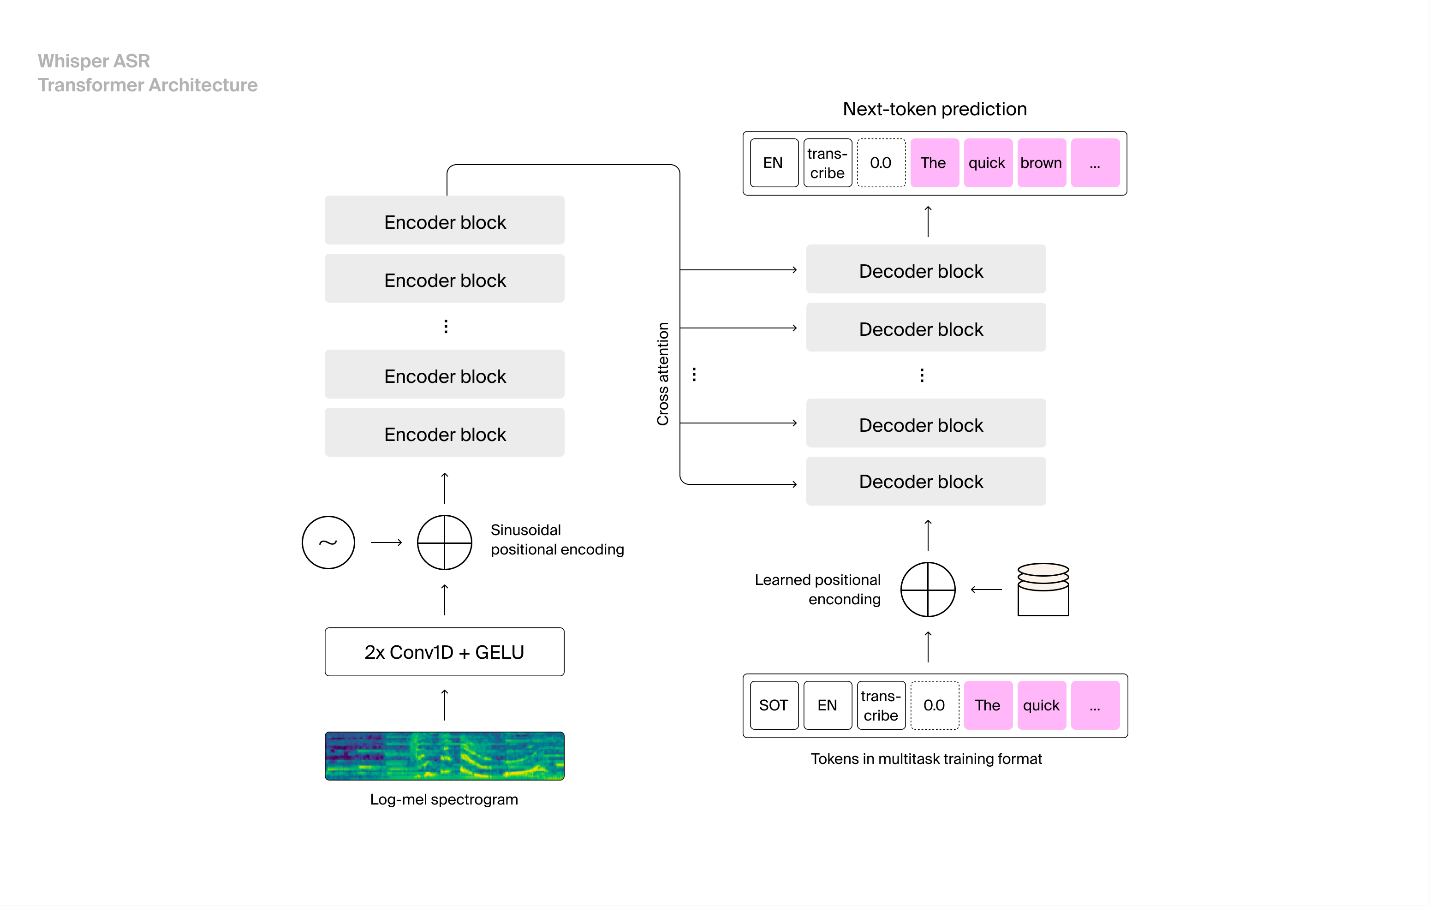 Whisper ASR
Transformer Architecture
Next-token prediction
EN
trans-
cribe
0.0
The
quick
brown
...
Encoder block
Encoder block
⋮
Encoder block
Encoder block
Cross attention
⋮
Decoder block
Decoder block
⋮
Decoder block
Decoder block
~
Sinusoidal
positional encoding
Learned positional
enconding
2x Conv1D + GELU
SOT
EN
trans-
cribe
0.0
The
quick
...
Tokens in multitask training format
Log-mel spectrogram